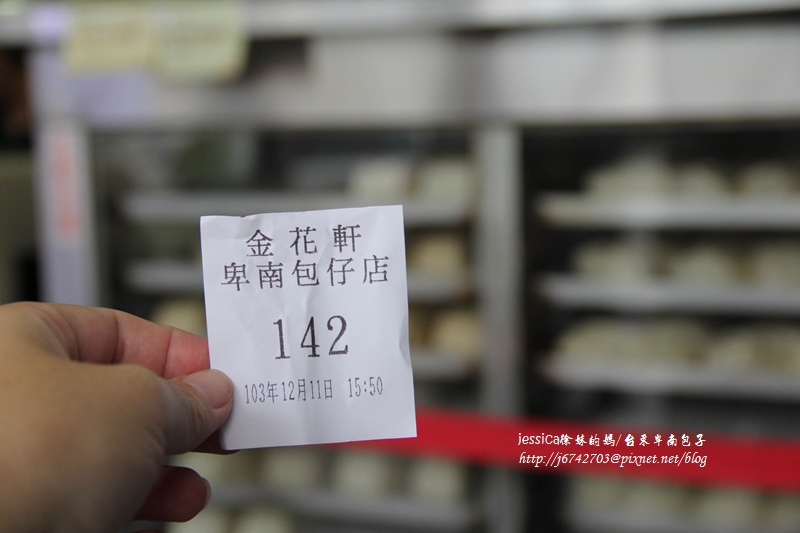 金花軒
卑南包仔店
142
103年12月11日 15:50
jessica徐妹的媽/台東卑南包子
http://j6742703@pixnet.net/blog